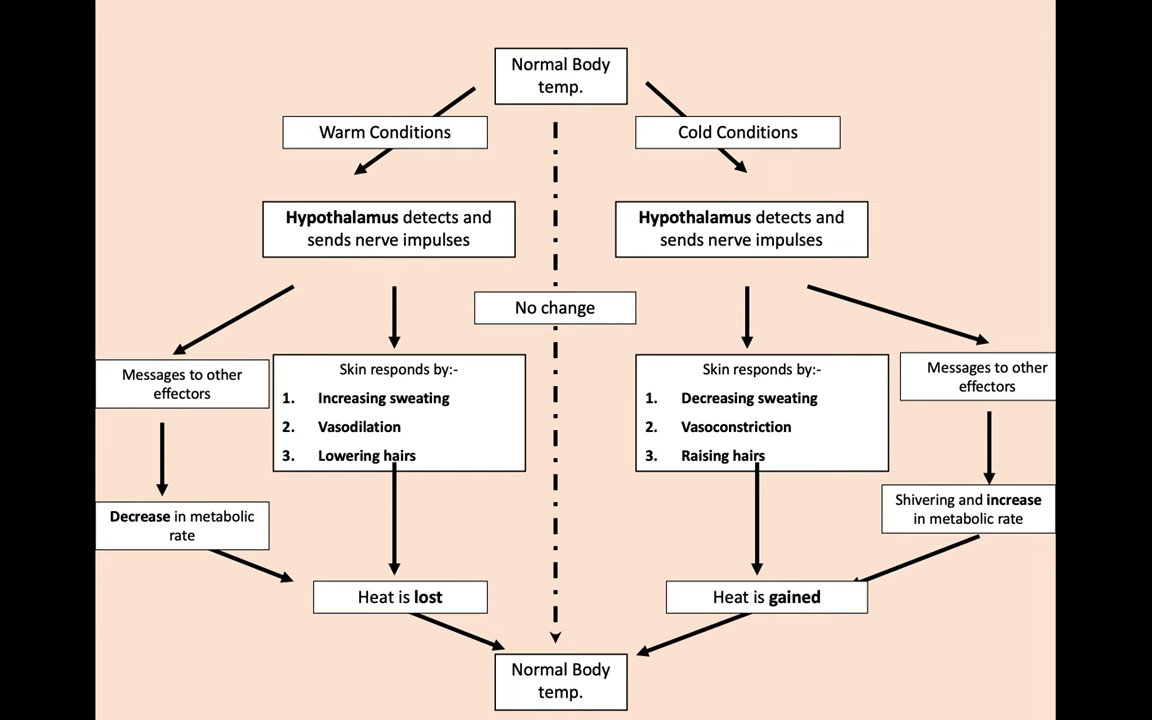 Normal Body
temp.
Warm Conditions
Cold Conditions
Hypothalamus detects and
sends nerve impulses
Hypothalamus detects and
sends nerve impulses
No change
Messages to other
effectors
Skin responds by:-
1. Increasing sweating
2. Vasodilation
3. Lowering hairs
Skin responds by:-
1. Decreasing sweating
2. Vasoconstriction
3. Raising hairs
Messages to other
effectors
Decrease in metabolic
rate
Shivering and increase
in metabolic rate
Heat is lost
Heat is gained
Normal Body
temp.